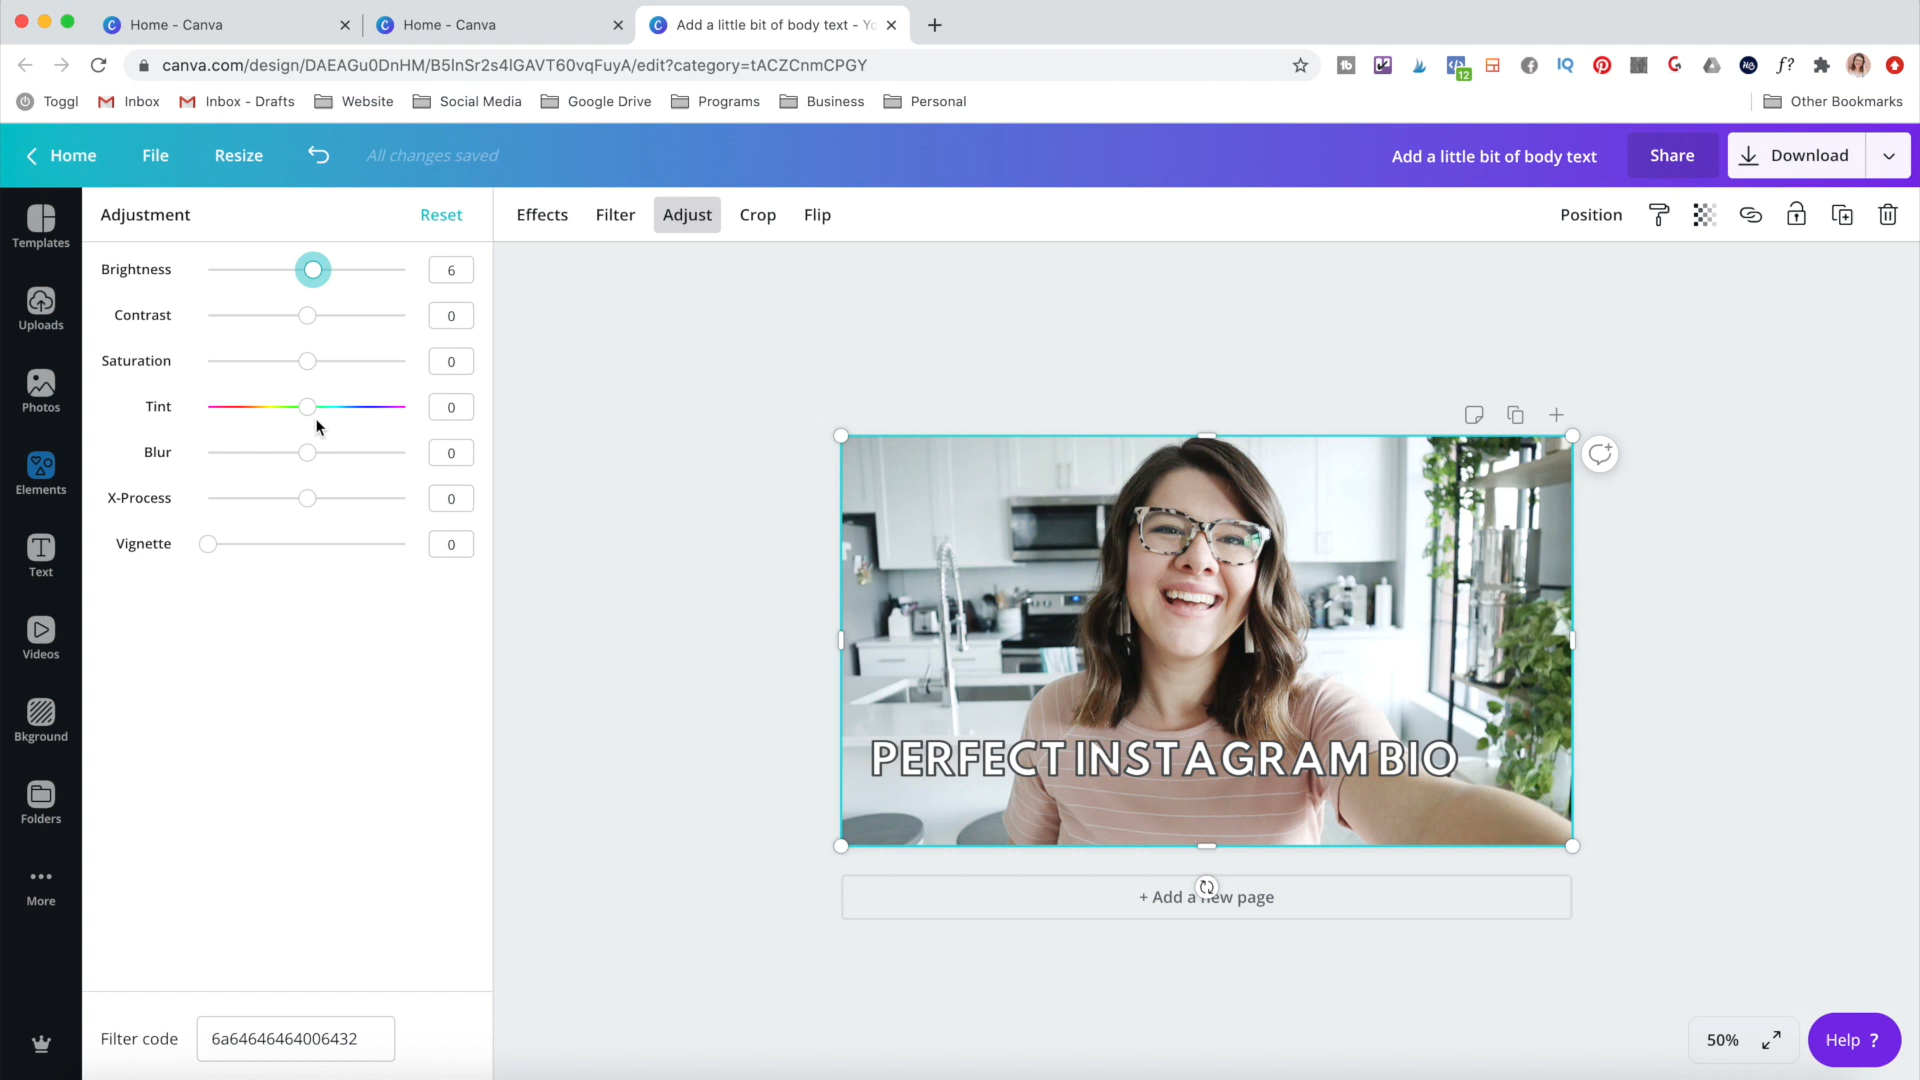 Home - Canva
Home - Canva
Add a little bit of body text - Yo
canva.com/design/DAEAGu0DnHM/B5lnSr2s4lGAVT60vqFuyA/edit?category=tACZCnmCPGY
12
Toggl
Inbox
Inbox - Drafts
Website
Social Media
Google Drive
Programs
Business
Personal
Other Bookmarks
Home
File
Resize
All changes saved
Add a little bit of body text
Share
Download
Templates
Uploads
Photos
Elements
Text
Videos
Bkground
Folders
More
Adjustment
Reset
Brightness 6
Contrast 0
Saturation 0
Tint 0
Blur 0
X-Process 0
Vignette 0
Filter code 6a64646464006432
Effects
Filter
Adjust
Crop
Flip
Position
PERFECT INSTAGRAM BIO
+ Add a new page
50%
Help ?